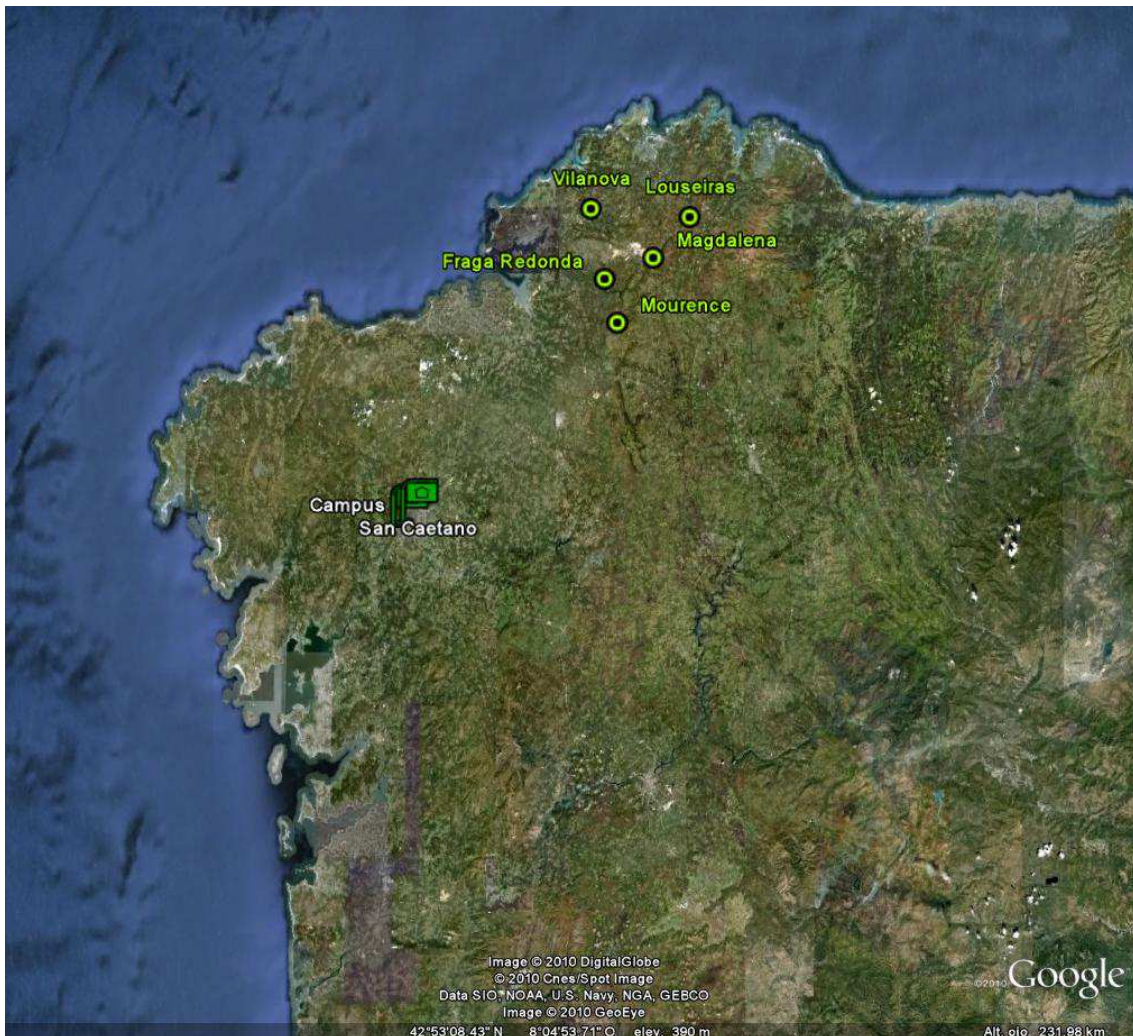 Vilanova
Louseiras
Magdalena
Fraga Redonda
Mourence
Campus
San Caetano
Image © 2010 DigitalGlobe
© 2010 Cnes/Spot Image
Data SIO, NOAA, U.S. Navy, NGA, GEBCO
Image © 2010 GeoEye
©2010 Google
42°53'08.43" N 8°04'53.71" O elev. 390 m Alt. ojo 231.98 km